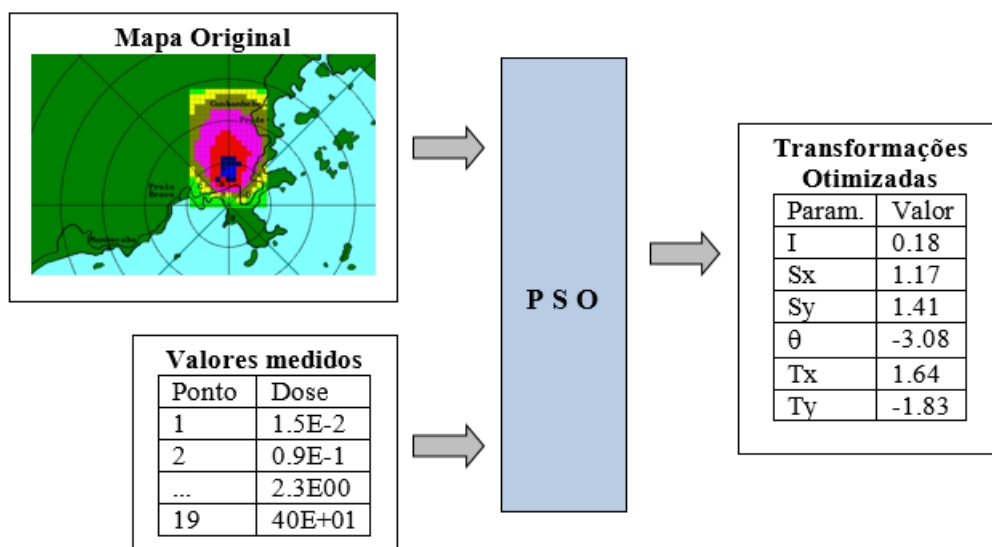 Mapa Original
Praia
Brava
Mambucaba
Valores medidos
Ponto Dose
1 1.5E-2
2 0.9E-1
... 2.3E00
19 40E+01
P S O
Transformações
Otimizadas
Param. Valor
I 0.18
Sx 1.17
Sy 1.41
θ -3.08
Tx 1.64
Ty -1.83